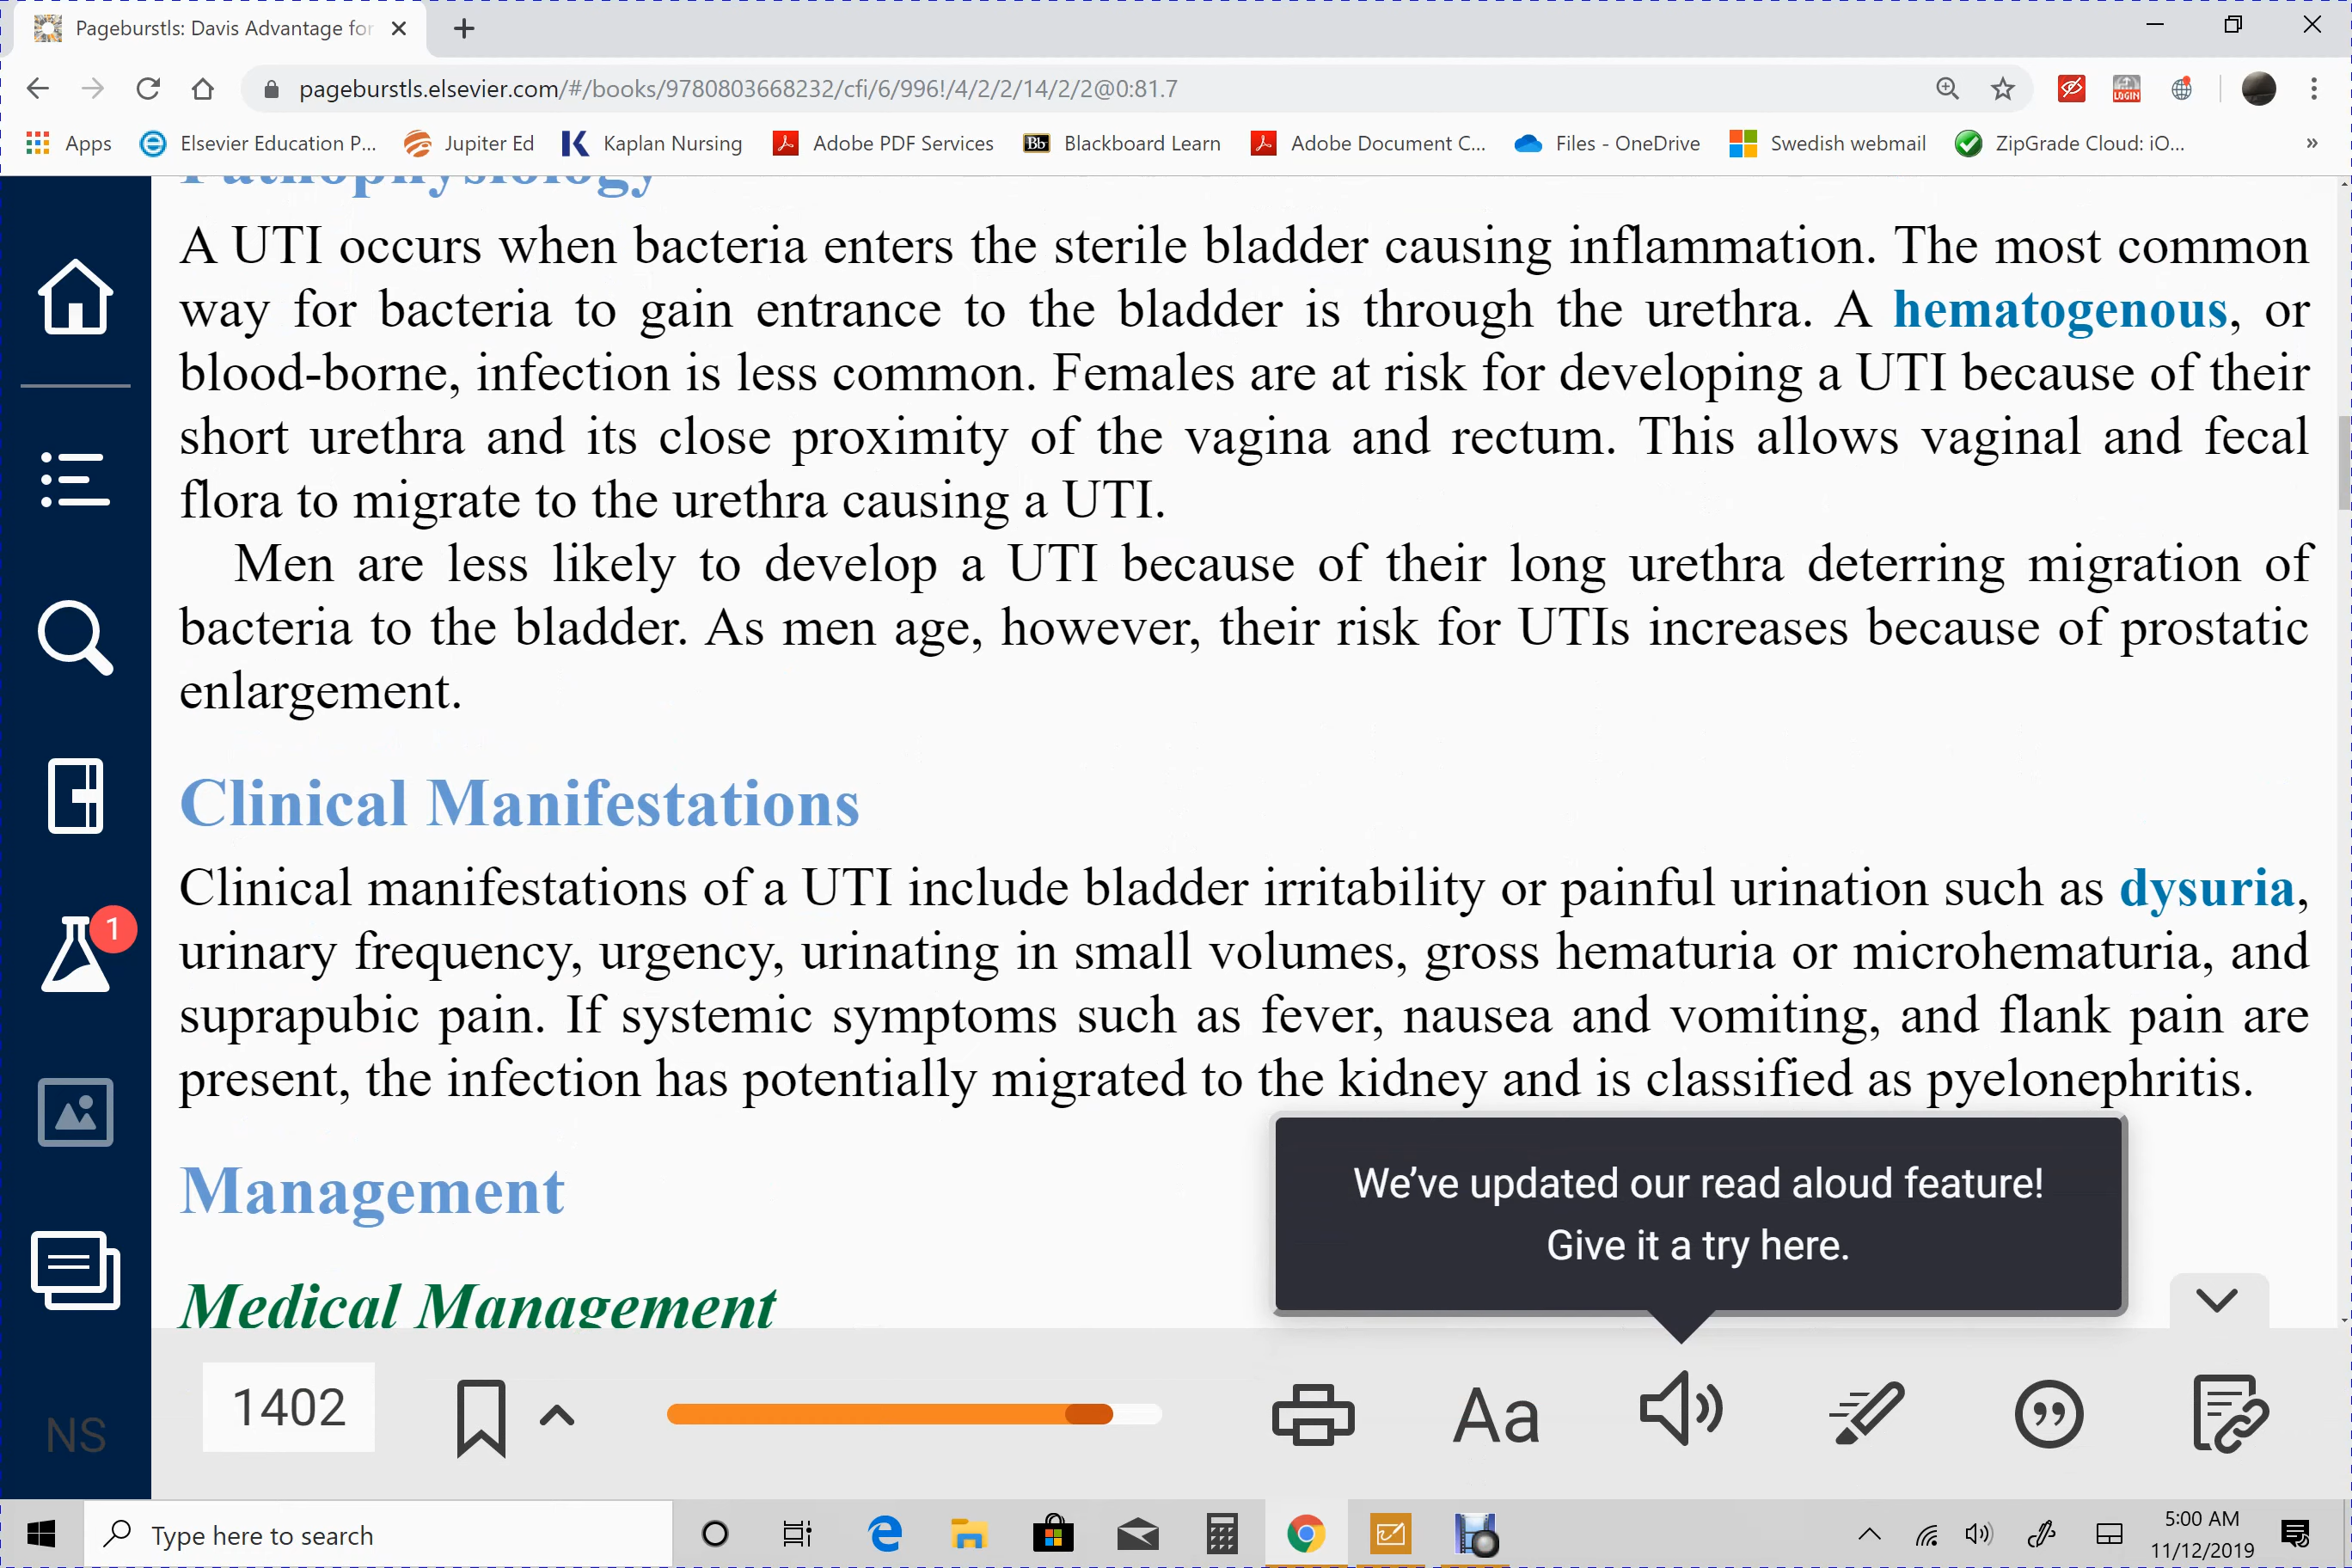 Pageburstls: Davis Advantage for
pageburstls.elsevier.com/#/books/9780803668232/cfi/6/996!/4/2/2/14/2/2@0:81.7
LOGIN
Apps
Elsevier Education P...
Jupiter Ed
Kaplan Nursing
Adobe PDF Services
Bb
Blackboard Learn
Adobe Document C...
Files - OneDrive
Swedish webmail
ZipGrade Cloud: iO...
»
Pathophysiology
A UTI occurs when bacteria enters the sterile bladder causing inflammation. The most common
way for bacteria to gain entrance to the bladder is through the urethra. A hematogenous, or
blood-borne, infection is less common. Females are at risk for developing a UTI because of their
short urethra and its close proximity of the vagina and rectum. This allows vaginal and fecal
flora to migrate to the urethra causing a UTI.
Men are less likely to develop a UTI because of their long urethra deterring migration of
bacteria to the bladder. As men age, however, their risk for UTIs increases because of prostatic
enlargement.
Clinical Manifestations
Clinical manifestations of a UTI include bladder irritability or painful urination such as dysuria,
urinary frequency, urgency, urinating in small volumes, gross hematuria or microhematuria, and
suprapubic pain. If systemic symptoms such as fever, nausea and vomiting, and flank pain are
present, the infection has potentially migrated to the kidney and is classified as pyelonephritis.
Management
Medical Management
1
We've updated our read aloud feature!
Give it a try here.
NS
1402
Aa
Type here to search
5:00 AM
11/12/2019